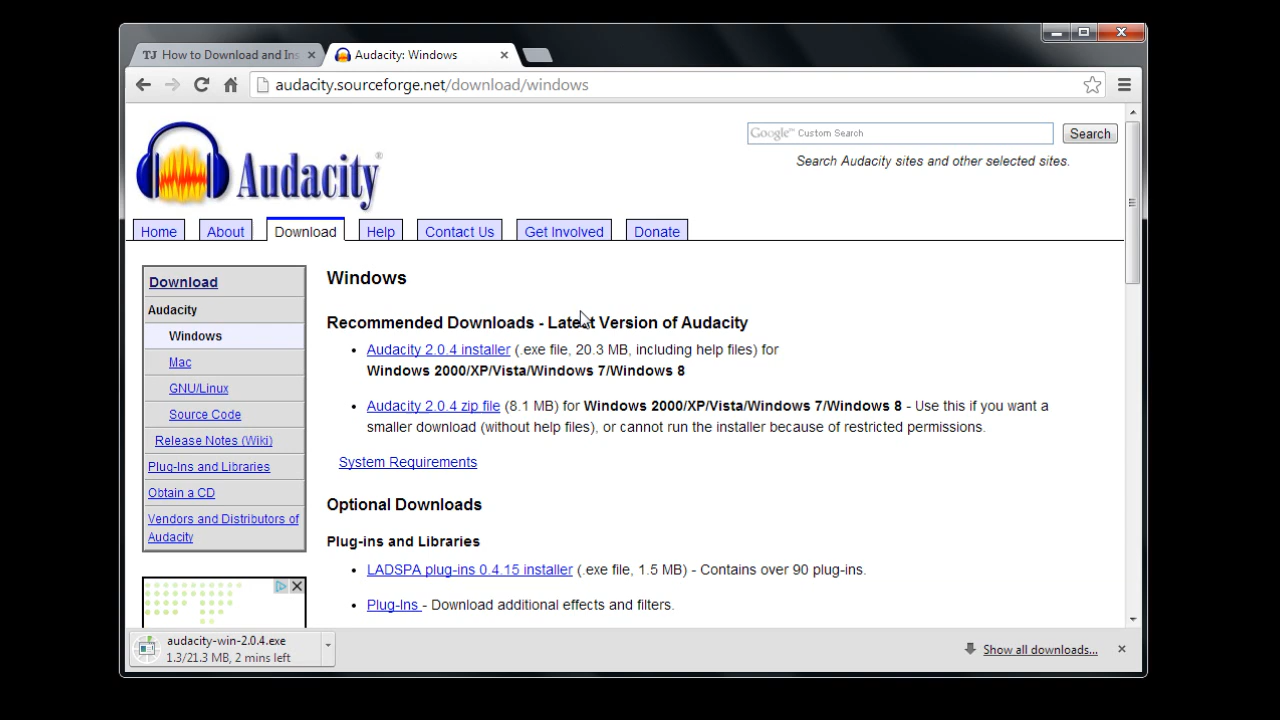 TJ How to Download and Ins
Audacity: Windows
audacity.sourceforge.net/download/windows
Google™ Custom Search
Search
Audacity®
Search Audacity sites and other selected sites.
Home
About
Download
Help
Contact Us
Get Involved
Donate
Download
Audacity
Windows
Mac
GNU/Linux
Source Code
Release Notes (Wiki)
Plug-Ins and Libraries
Obtain a CD
Vendors and Distributors of
Audacity
Windows
Recommended Downloads - Latest Version of Audacity
• Audacity 2.0.4 installer (.exe file, 20.3 MB, including help files) for
Windows 2000/XP/Vista/Windows 7/Windows 8
• Audacity 2.0.4 zip file (8.1 MB) for Windows 2000/XP/Vista/Windows 7/Windows 8 - Use this if you want a
smaller download (without help files), or cannot run the installer because of restricted permissions.
System Requirements
Optional Downloads
Plug-ins and Libraries
• LADSPA plug-ins 0.4.15 installer (.exe file, 1.5 MB) - Contains over 90 plug-ins.
• Plug-Ins - Download additional effects and filters.
audacity-win-2.0.4.exe
1.3/21.3 MB, 2 mins left
Show all downloads...